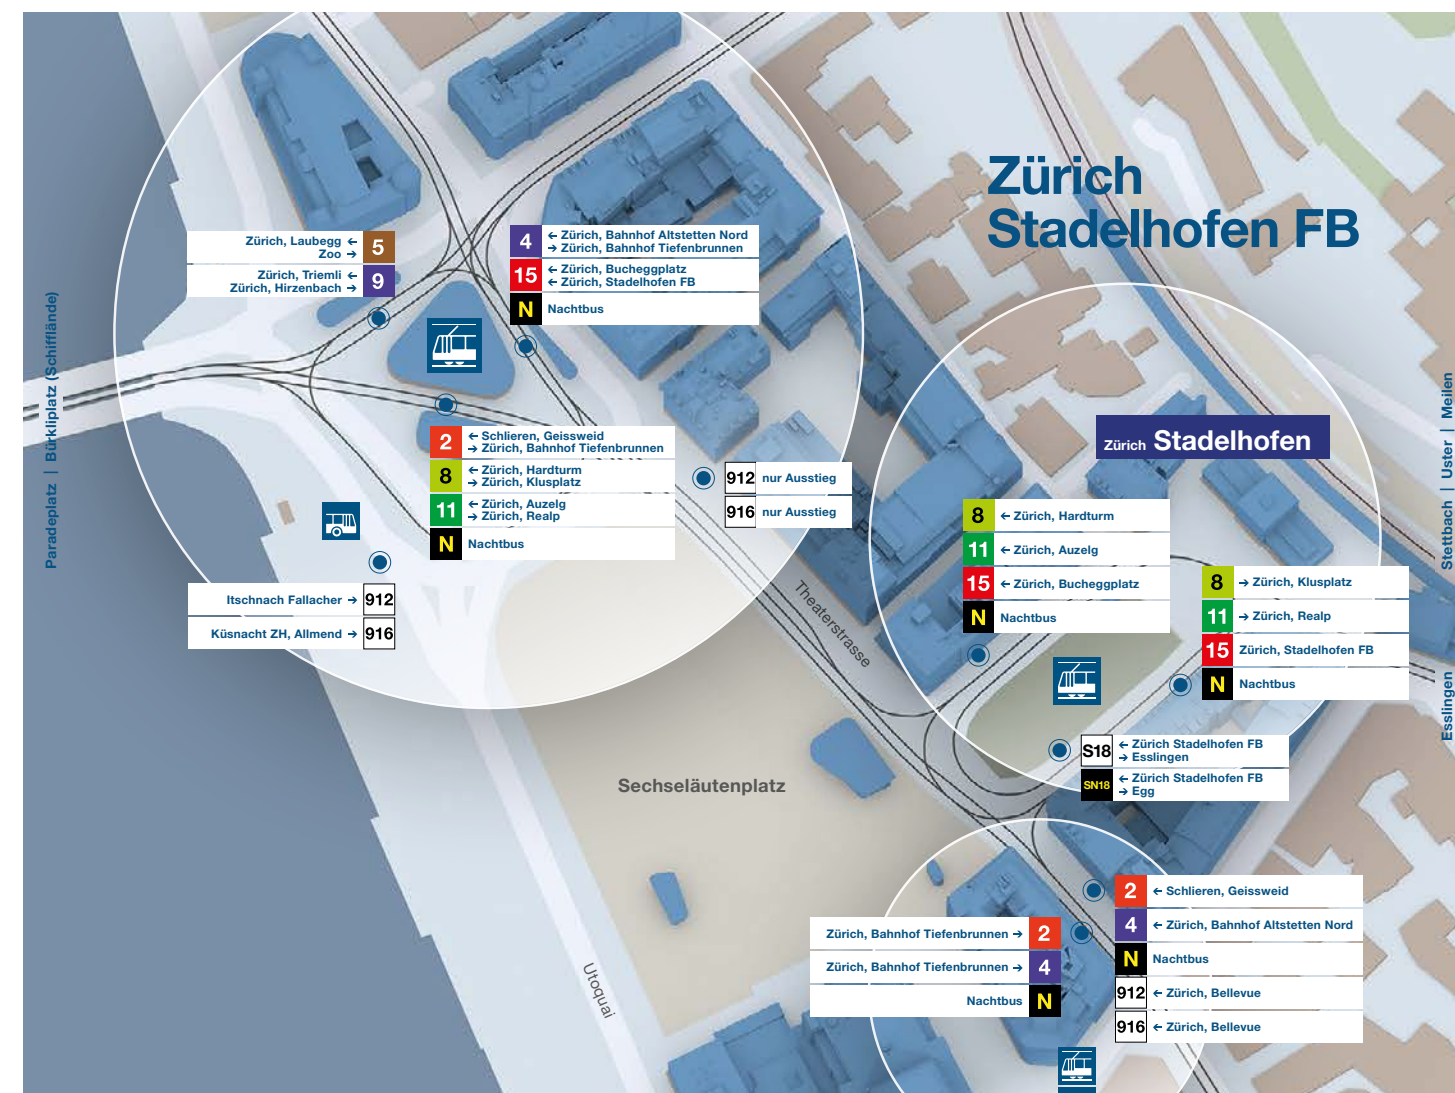 Zürich
Stadelhofen FB
Zürich, Laubegg ←
Zoo →
5
Zürich, Triemli ←
Zürich, Hirzenbach →
9
4
← Zürich, Bahnhof Altstetten Nord
→ Zürich, Bahnhof Tiefenbrunnen
15
← Zürich, Bucheggplatz
← Zürich, Stadelhofen FB
N
Nachtbus
Paradeplatz | Bürkliplatz (Schifflände)
2
← Schlieren, Geissweid
→ Zürich, Bahnhof Tiefenbrunnen
8
← Zürich, Hardturm
→ Zürich, Klusplatz
11
← Zürich, Auzelg
→ Zürich, Realp
N
Nachtbus
912 nur Ausstieg
916 nur Ausstieg
Itschnach Fallacher → 912
Küsnacht ZH, Allmend → 916
Zürich Stadelhofen
Stettbach | Uster | Meilen
Esslingen
8 ← Zürich, Hardturm
11 ← Zürich, Auzelg
15 ← Zürich, Bucheggplatz
N Nachtbus
8 → Zürich, Klusplatz
11 → Zürich, Realp
15 Zürich, Stadelhofen FB
N Nachtbus
Theaterstrasse
S18
← Zürich Stadelhofen FB
→ Esslingen
SN18
← Zürich Stadelhofen FB
→ Egg
Sechseläutenplatz
Utoquai
Zürich, Bahnhof Tiefenbrunnen → 2
Zürich, Bahnhof Tiefenbrunnen → 4
Nachtbus N
2 ← Schlieren, Geissweid
4 ← Zürich, Bahnhof Altstetten Nord
N Nachtbus
912 ← Zürich, Bellevue
916 ← Zürich, Bellevue